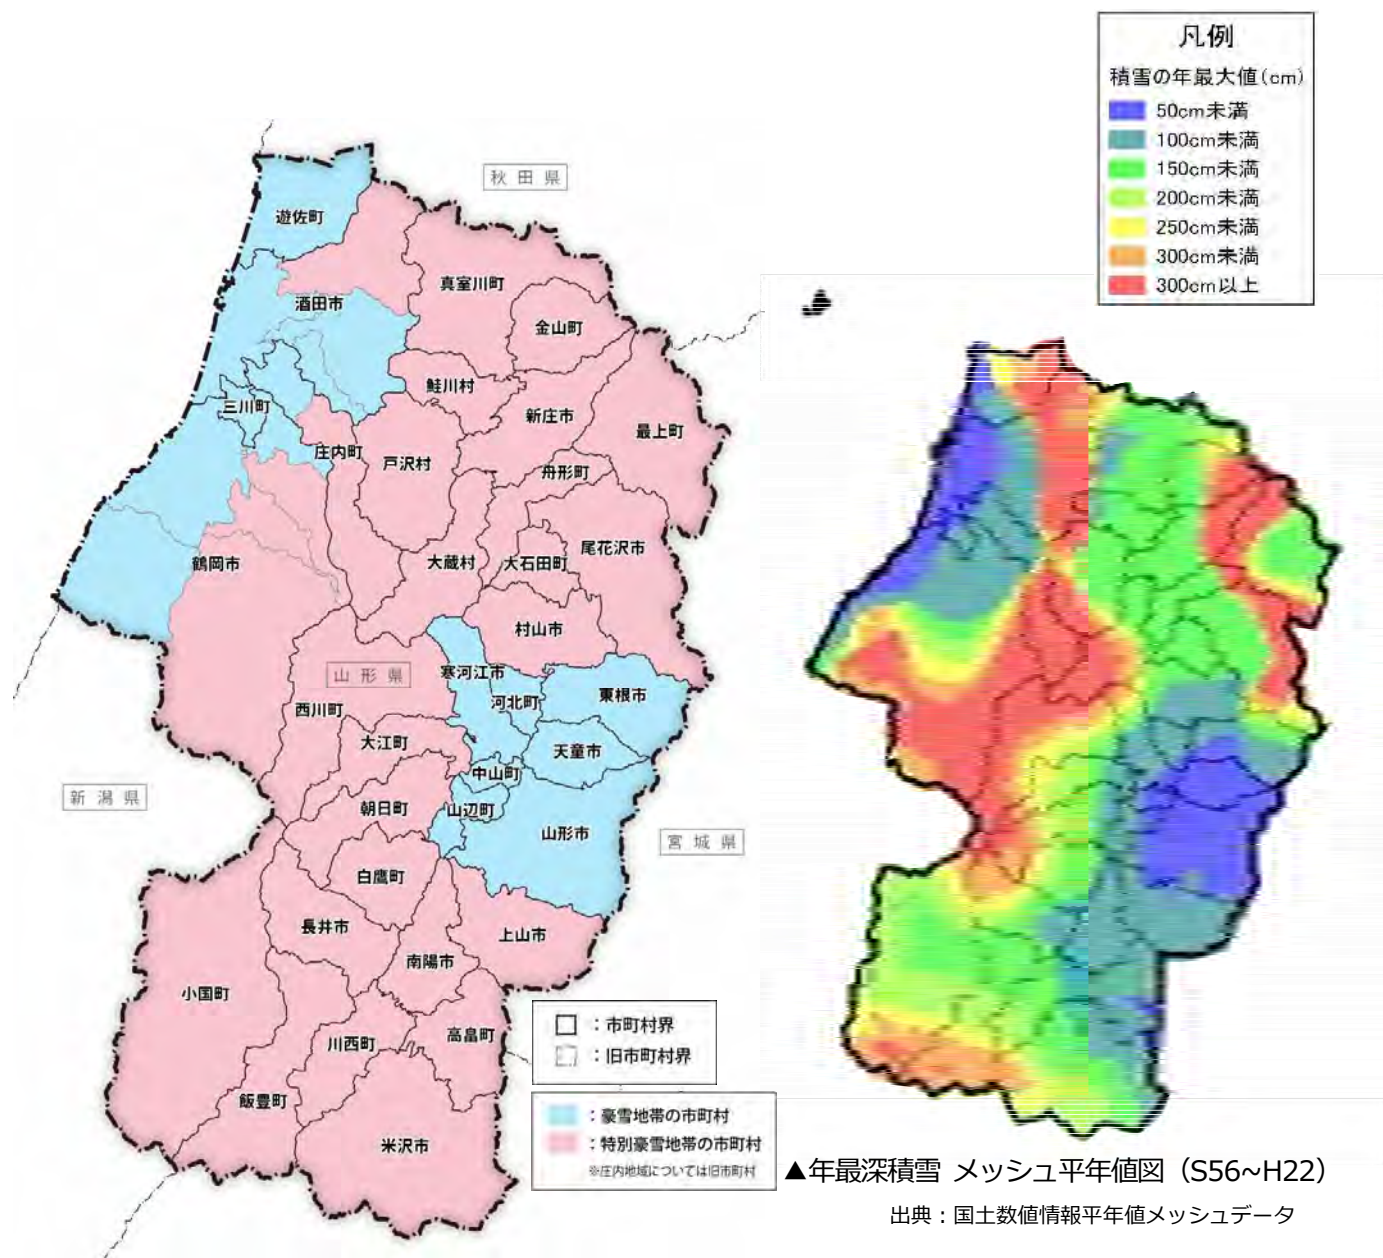 凡例
積雪の年最大値(cm)
50cm未満
100cm未満
150cm未満
200cm未満
250cm未満
300cm未満
300cm以上
秋田県
遊佐町
真室川町
酒田市
金山町
鮭川村
三川町
新庄市
最上町
庄内町
戸沢村
舟形町
尾花沢市
鶴岡市
大蔵村
大石田町
村山市
山形県
寒河江市
河北町
東根市
西川町
大江町
天童市
中山町
新潟県
朝日町
山辺町
山形市
宮城県
白鷹町
長井市
上山市
南陽市
小国町
高畠町
川西町
飯豊町
米沢市
：市町村界
：旧市町村界
：豪雪地帯の市町村
：特別豪雪地帯の市町村
※庄内地域については旧市町村
▲年最深積雪 メッシュ平年値図（S56~H22）
出典：国土数値情報平年値メッシュデータ